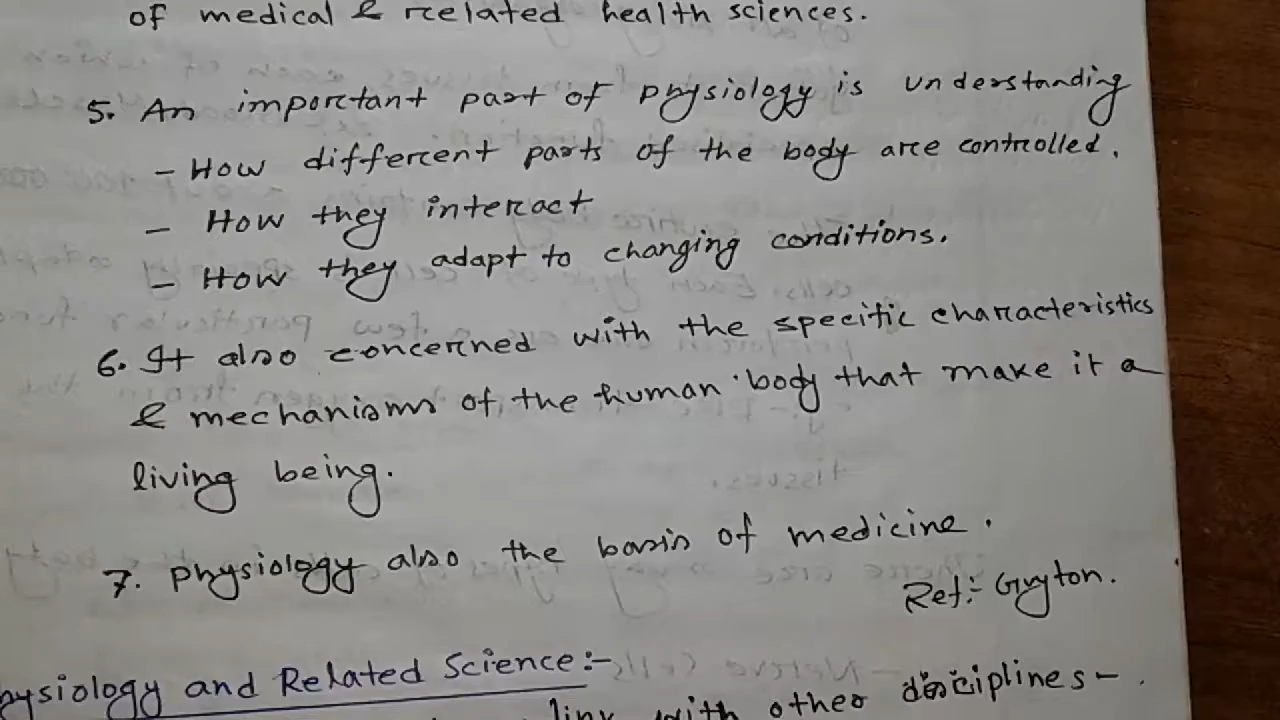 of medical & related health sciences.
5. An important part of physiology is understanding
- How different parts of the body are controlled.
- How they interact
- How they adapt to changing conditions.
6. It also concerned with the specific characteristics
& mechanisms of the human body that make it a
living being.
7. Physiology also the basis of medicine.
Ref:- Guyton.
ysiology and Related Science:-
link with other disciplines-